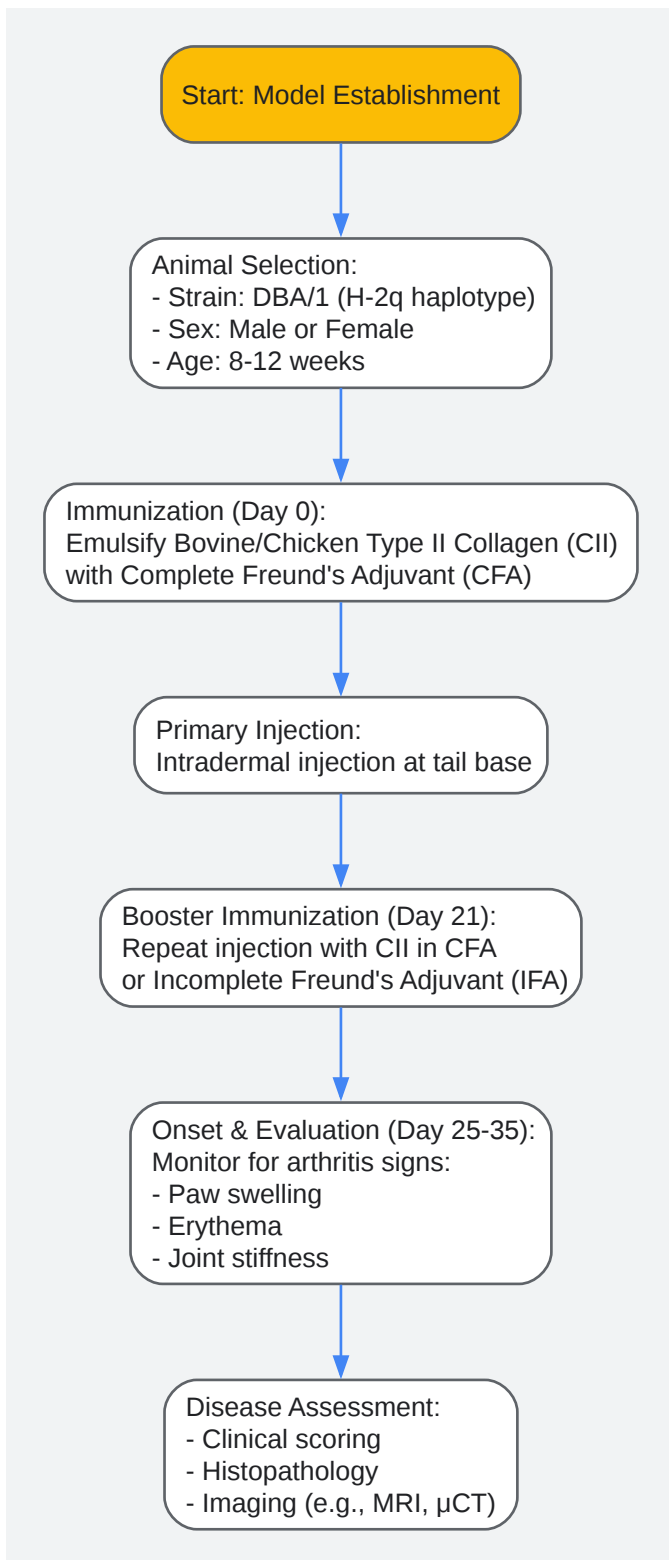 Start: Model Establishment
Animal Selection:
- Strain: DBA/1 (H-2q haplotype)
- Sex: Male or Female
- Age: 8-12 weeks
Immunization (Day 0):
Emulsify Bovine/Chicken Type II Collagen (CII)
with Complete Freund's Adjuvant (CFA)
Primary Injection:
Intradermal injection at tail base
Booster Immunization (Day 21):
Repeat injection with CII in CFA
or Incomplete Freund's Adjuvant (IFA)
Onset & Evaluation (Day 25-35):
Monitor for arthritis signs:
- Paw swelling
- Erythema
- Joint stiffness
Disease Assessment:
- Clinical scoring
- Histopathology
- Imaging (e.g., MRI, μCT)